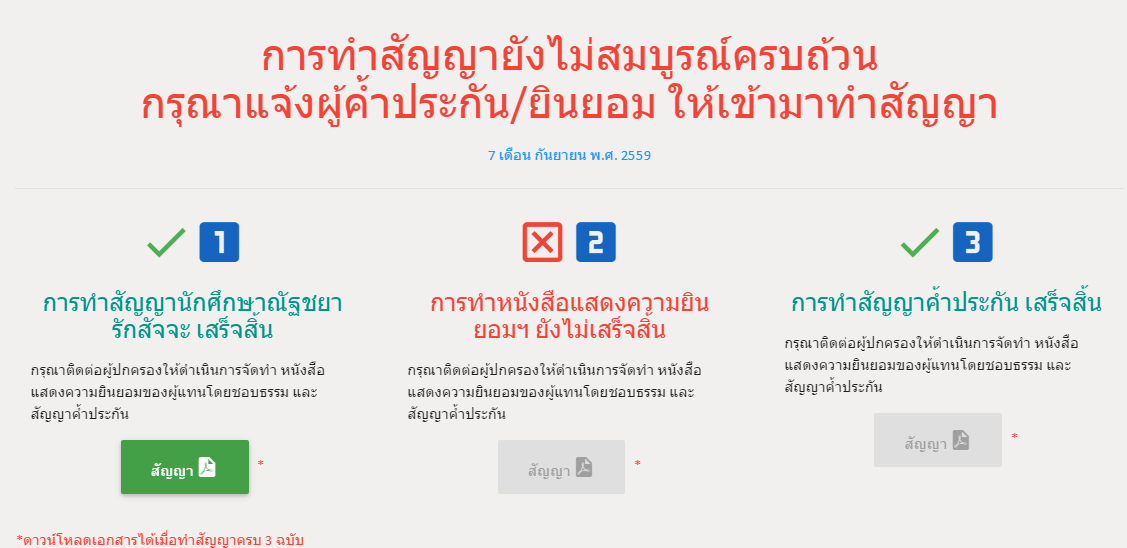 การทำสัญญายังไม่สมบูรณ์ครบถ้วน
กรุณาแจ้งผู้ค้ำประกัน/ยินยอม ให้เข้ามาทำสัญญา
7 เดือน กันยายน พ.ศ. 2559
1
2
3
การทำสัญญานักศึกษาณัฐชยา
รักสัจจะ เสร็จสิ้น
กรุณาติดต่อผู้ปกครองให้ดำเนินการจัดทำ หนังสือ
แสดงความยินยอมของผู้แทนโดยชอบธรรม และ
สัญญาค้ำประกัน
สัญญา *
การทำหนังสือแสดงความยิน
ยอมฯ ยังไม่เสร็จสิ้น
กรุณาติดต่อผู้ปกครองให้ดำเนินการจัดทำ หนังสือ
แสดงความยินยอมของผู้แทนโดยชอบธรรม และ
สัญญาค้ำประกัน
สัญญา *
การทำสัญญาค้ำประกัน เสร็จสิ้น
กรุณาติดต่อผู้ปกครองให้ดำเนินการจัดทำ หนังสือ
แสดงความยินยอมของผู้แทนโดยชอบธรรม และ
สัญญาค้ำประกัน
สัญญา *
*ดาวน์โหลดเอกสารได้เมื่อทำสัญญาครบ 3 ฉบับ